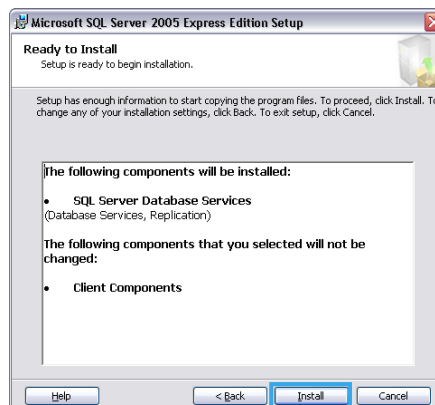 Microsoft SQL Server 2005 Express Edition Setup
Ready to Install
Setup is ready to begin installation.
Setup has enough information to start copying the program files. To proceed, click Install. To
change any of your installation settings, click Back. To exit setup, click Cancel.
The following components will be installed:
• SQL Server Database Services
(Database Services, Replication)
The following components that you selected will not be
changed:
• Client Components
Help < Back Install Cancel